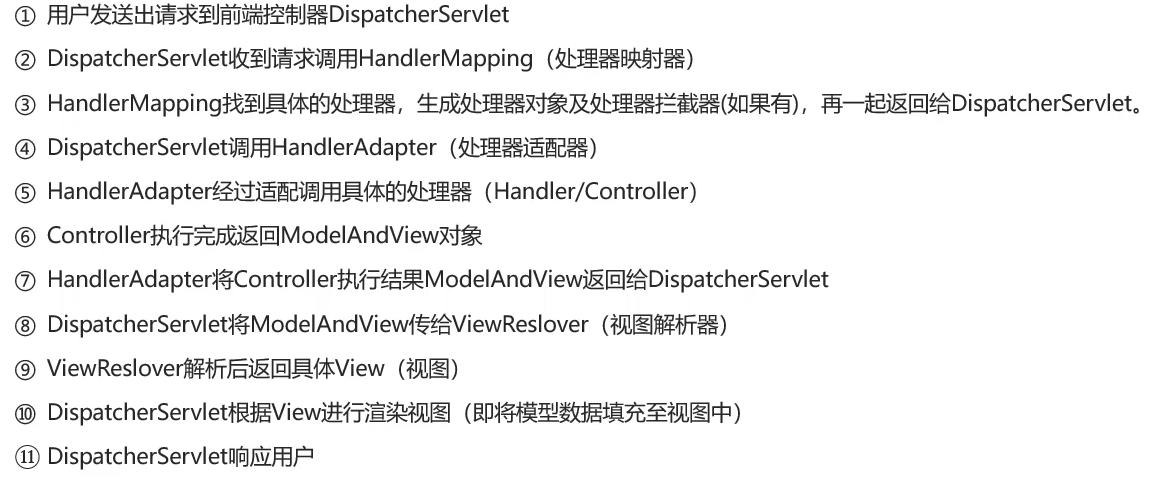 ① 用户发送出请求到前端控制器DispatcherServlet
② DispatcherServlet收到请求调用HandlerMapping（处理器映射器）
③ HandlerMapping找到具体的处理器，生成处理器对象及处理器拦截器(如果有)，再一起返回给DispatcherServlet。
④ DispatcherServlet调用HandlerAdapter（处理器适配器）
⑤ HandlerAdapter经过适配调用具体的处理器（Handler/Controller）
⑥ Controller执行完成返回ModelAndView对象
⑦ HandlerAdapter将Controller执行结果ModelAndView返回给DispatcherServlet
⑧ DispatcherServlet将ModelAndView传给ViewReslover（视图解析器）
⑨ ViewReslover解析后返回具体View（视图）
⑩ DispatcherServlet根据View进行渲染视图（即将模型数据填充至视图中）
⑪ DispatcherServlet响应用户